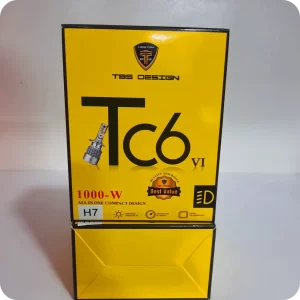 TBS DESIGN
Tc6 VI
Best Value
1000-W
ALL IN ONE COMPACT DESIGN
H7